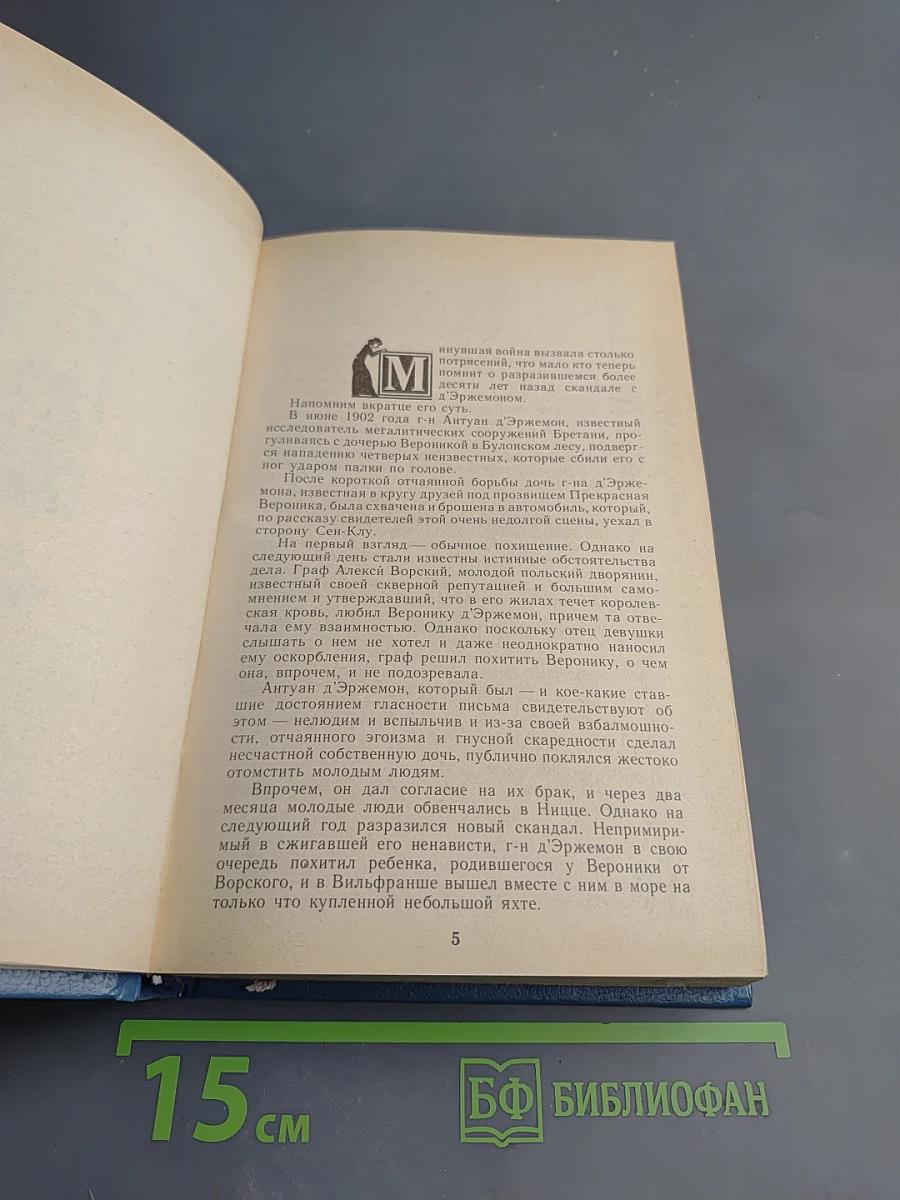 Минувшая война вызвала столько
потрясений, что мало кто теперь
помнит о разразившемся более
десяти лет назад скандале с
д'Эржемоном.
Напомним вкратце его суть.
В июне 1902 года г-н Антуан д'Эржемон, известный
исследователь мегалитических сооружений Бретани, про-
гуливаясь с дочерью Вероникой в Булонском лесу, подверг-
ся нападению четверых неизвестных, которые сбили его с
ног ударом палки по голове.
После короткой отчаянной борьбы дочь г-на д'Эрже-
мона, известная в кругу друзей под прозвищем Прекрасная
Вероника, была схвачена и брошена в автомобиль, который,
по рассказу свидетелей этой очень недолгой сцены, уехал в
сторону Сен-Клу.
На первый взгляд — обычное похищение. Однако на
следующий день стали известны истинные обстоятельства
дела. Граф Алекси́ Ворский, молодой польский дворянин,
известный своей скверной репутацией и большим само-
мнением и утверждавший, что в его жилах течет королев-
ская кровь, любил Веронику д'Эржемон, причем та отве-
чала ему взаимностью. Однако поскольку отец девушки
слышать о нем не хотел и даже неоднократно наносил
ему оскорбления, граф решил похитить Веронику, о чем
она, впрочем, и не подозревала.
Антуан д'Эржемон, который был — и кое-какие став-
шие достоянием гласности письма свидетельствуют об
этом — нелюдим и вспыльчив и из-за своей взбалмошно-
сти, отчаянного эгоизма и гнусной скаредности сделал
несчастной собственную дочь, публично поклялся жестоко
отомстить молодым людям.
Впрочем, он дал согласие на их брак, и через два
месяца молодые люди обвенчались в Ницце. Однако на
следующий год разразился новый скандал. Непримири-
мый в сжигавшей его ненависти, г-н д'Эржемон в свою
очередь похитил ребенка, родившегося у Вероники от
Ворского, и в Вильфранше вышел вместе с ним в море на
только что купленной небольшой яхте.
5
15 см
БФ БИБЛИОФАН